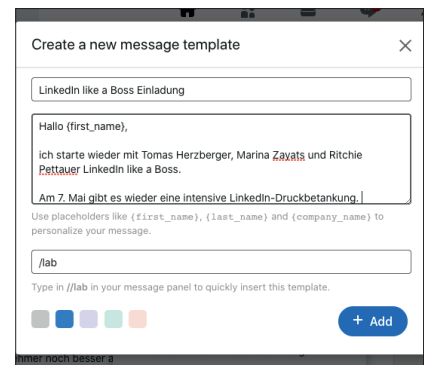 Create a new message template
LinkedIn like a Boss Einladung
Hallo {first_name},
ich starte wieder mit Tomas Herzberger, Marina Zayats und Ritchie
Pettauer LinkedIn like a Boss.
Am 7. Mai gibt es wieder eine intensive LinkedIn-Druckbetankung.
Use placeholders like {first_name}, {last_name} and {company_name} to
personalize your message.
/lab
Type in //lab in your message panel to quickly insert this template.
+ Add
hmer noch besser a